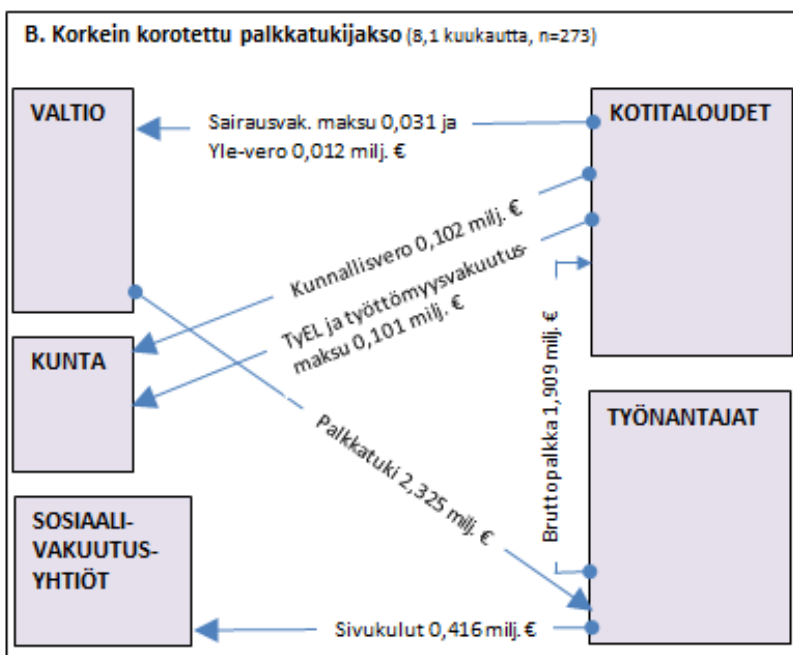 B. Korkein korotettu palkkatukijakso (8,1 kuukautta, n=273)
VALTIO
Sairausvak. maksu 0,031 ja
Yle-vero 0,012 milj. €
KOTITALOUDET
Kunnallisvero 0,102 milj. €
TyEL ja työttömyysvakuutus-
maksu 0,101 milj. €
KUNTA
Palkkatuki 2,325 milj. €
Bruttopalkka 1,909 milj. €
TYÖNANTAJAT
SOSIAALI-
VAKUUTUS-
YHTIÖT
Sivukulut 0,416 milj. €